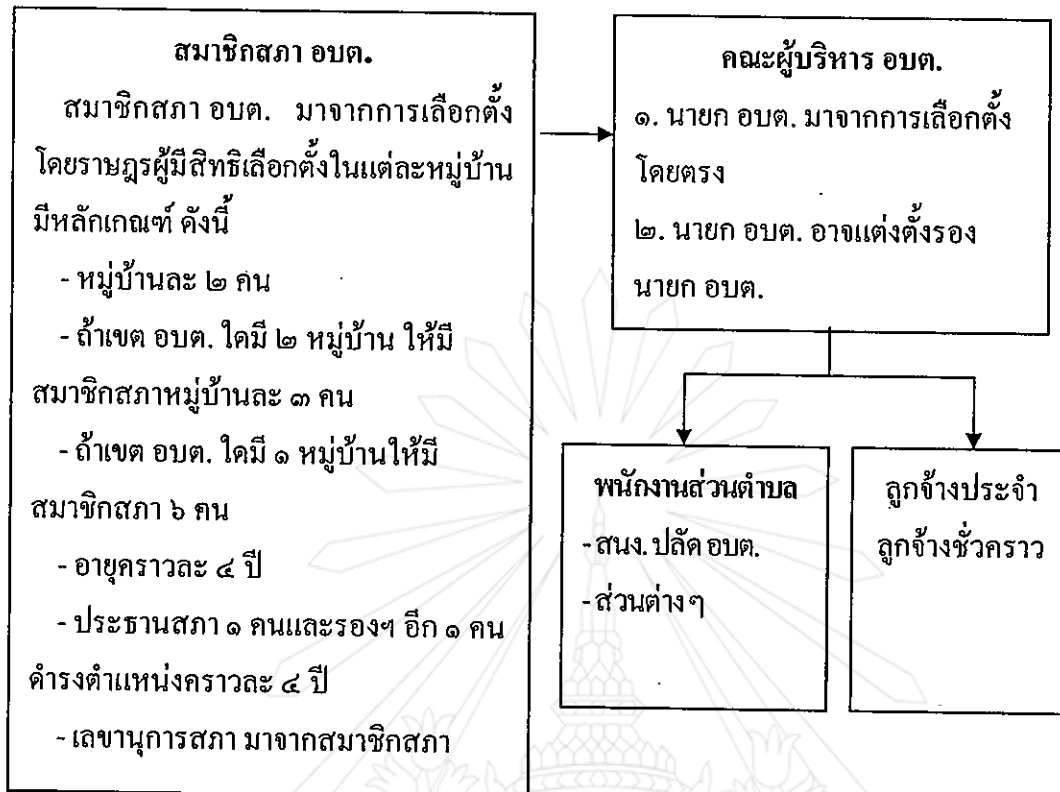 สมาชิกสภา อบต.
สมาชิกสภา อบต. มาจากการเลือกตั้ง
โดยราษฎรผู้มีสิทธิเลือกตั้งในแต่ละหมู่บ้าน
มีหลักเกณฑ์ ดังนี้
- หมู่บ้านละ ๒ คน
- ถ้าเขต อบต. ใดมี ๒ หมู่บ้าน ให้มี
สมาชิกสภาหมู่บ้านละ ๓ คน
- ถ้าเขต อบต. ใดมี ๑ หมู่บ้านให้มี
สมาชิกสภา ๖ คน
- อายุคราวละ ๔ ปี
- ประธานสภา ๑ คนและรองฯ อีก ๑ คน
ดำรงตำแหน่งคราวละ ๔ ปี
- เลขานุการสภา มาจากสมาชิกสภา
คณะผู้บริหาร อบต.
๑. นายก อบต. มาจากการเลือกตั้ง
โดยตรง
๒. นายก อบต. อาจแต่งตั้งรอง
นายก อบต.
พนักงานส่วนตำบล
- สนง. ปลัด อบต.
- ส่วนต่างๆ
ลูกจ้างประจำ
ลูกจ้างชั่วคราว